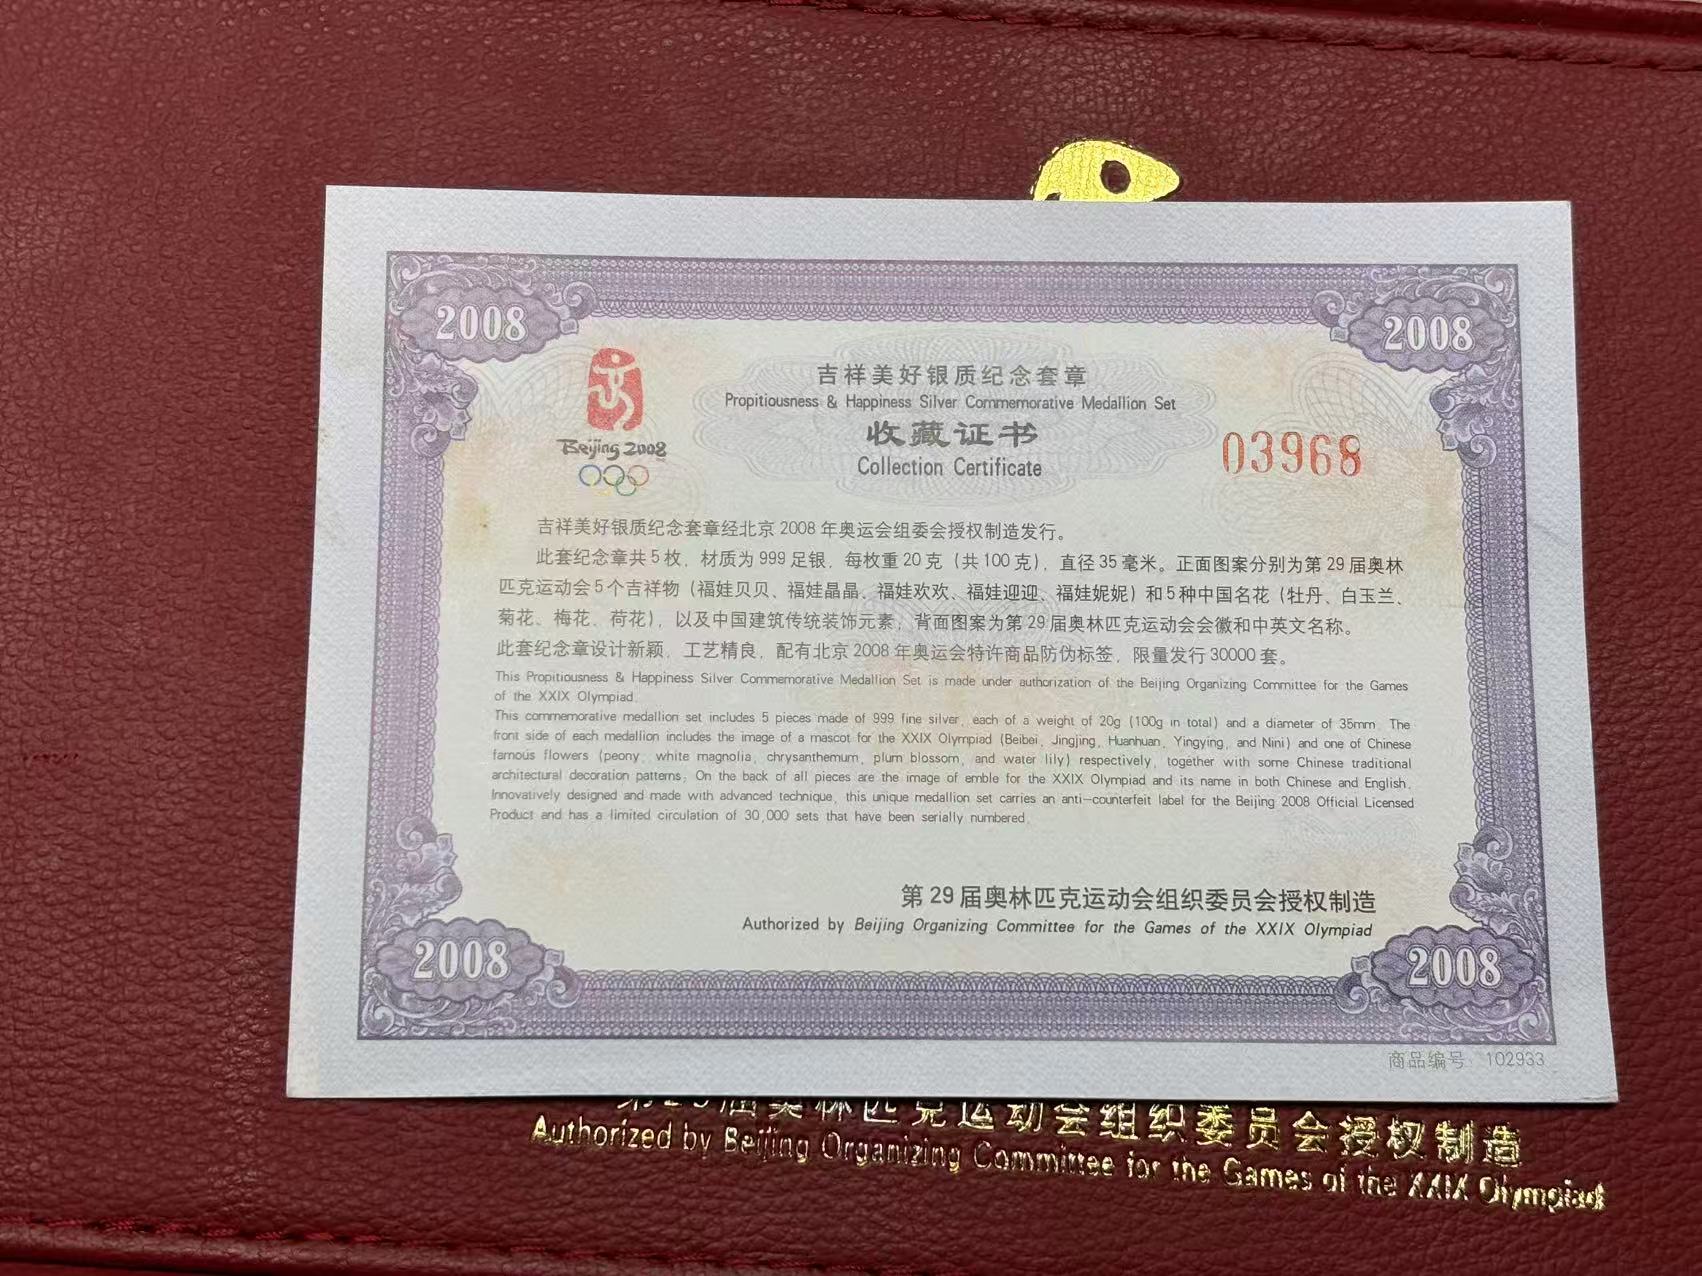 2008
2008
吉祥美好银质纪念套章
Propitiousness & Happiness Silver Commemorative Medallion Set
收藏证书
Collection Certificate
03968
Beijing 2008
吉祥美好银质纪念套章经北京2008年奥运会组委会授权制造发行。
此套纪念章共5枚，材质为999足银，每枚重20克（共100克），直径35毫米。正面图案分别为第29届奥林
匹克运动会5个吉祥物（福娃贝贝、福娃晶晶、福娃欢欢、福娃迎迎、福娃妮妮）和5种中国名花（牡丹、白玉兰、
菊花、梅花、荷花），以及中国建筑传统装饰元素；背面图案为第29届奥林匹克运动会会徽和中英文名称。
此套纪念章设计新颖，工艺精良，配有北京2008年奥运会特许商品防伪标签，限量发行30000套。
This Propitiousness & Happiness Silver Commemorative Medallion Set is made under authorization of the Beijing Organizing Committee for the Games
of the XXIX Olympiad.
This commemorative medallion set includes 5 pieces made of 999 fine silver, each of a weight of 20g (100g in total) and a diameter of 35mm. The
front side of each medallion includes the image of a mascot for the XXIX Olympiad (Beibei, Jingjing, Huanhuan, Yingying, and Nini) and one of Chinese
famous flowers (peony, white magnolia, chrysanthemum, plum blossom, and water lily) respectively, together with some Chinese traditional
architectural decoration patterns; On the back of all pieces are the image of emble for the XXIX Olympiad and its name in both Chinese and English.
Innovatively designed and made with advanced technique, this unique medallion set carries an anti-counterfeit label for the Beijing 2008 Official Licensed
Product and has a limited circulation of 30,000 sets that have been serially numbered.
第29届奥林匹克运动会组织委员会授权制造
Authorized by Beijing Organizing Committee for the Games of the XXIX Olympiad
2008
2008
商品编号：102933
第29届奥林匹克运动会组织委员会授权制造
Authorized by Beijing Organizing Committee for the Games of the XXIX Olympiad